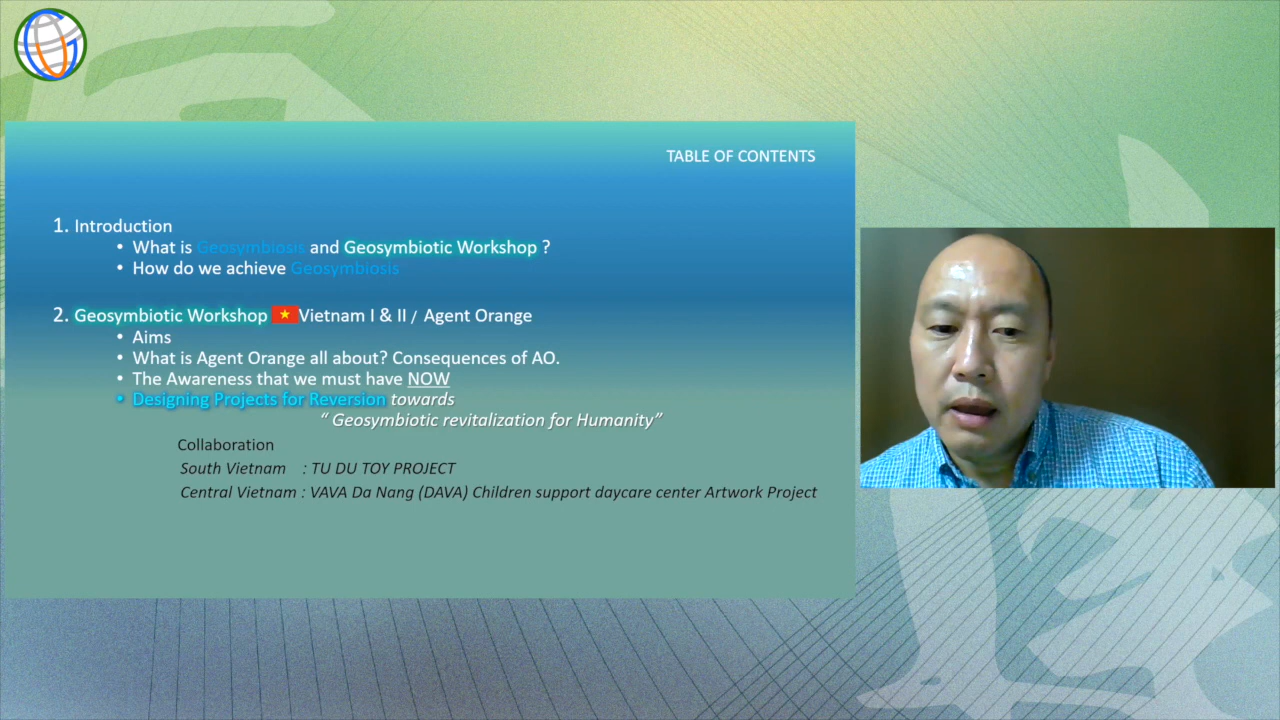 TABLE OF CONTENTS
1. Introduction
• What is Geosymbiosis and Geosymbiotic Workshop ?
• How do we achieve Geosymbiosis
2. Geosymbiotic Workshop Vietnam I & II / Agent Orange
• Aims
• What is Agent Orange all about? Consequences of AO.
• The Awareness that we must have NOW
• Designing Projects for Reversion towards
“ Geosymbiotic revitalization for Humanity”
Collaboration
South Vietnam : TU DU TOY PROJECT
Central Vietnam : VAVA Da Nang (DAVA) Children support daycare center Artwork Project